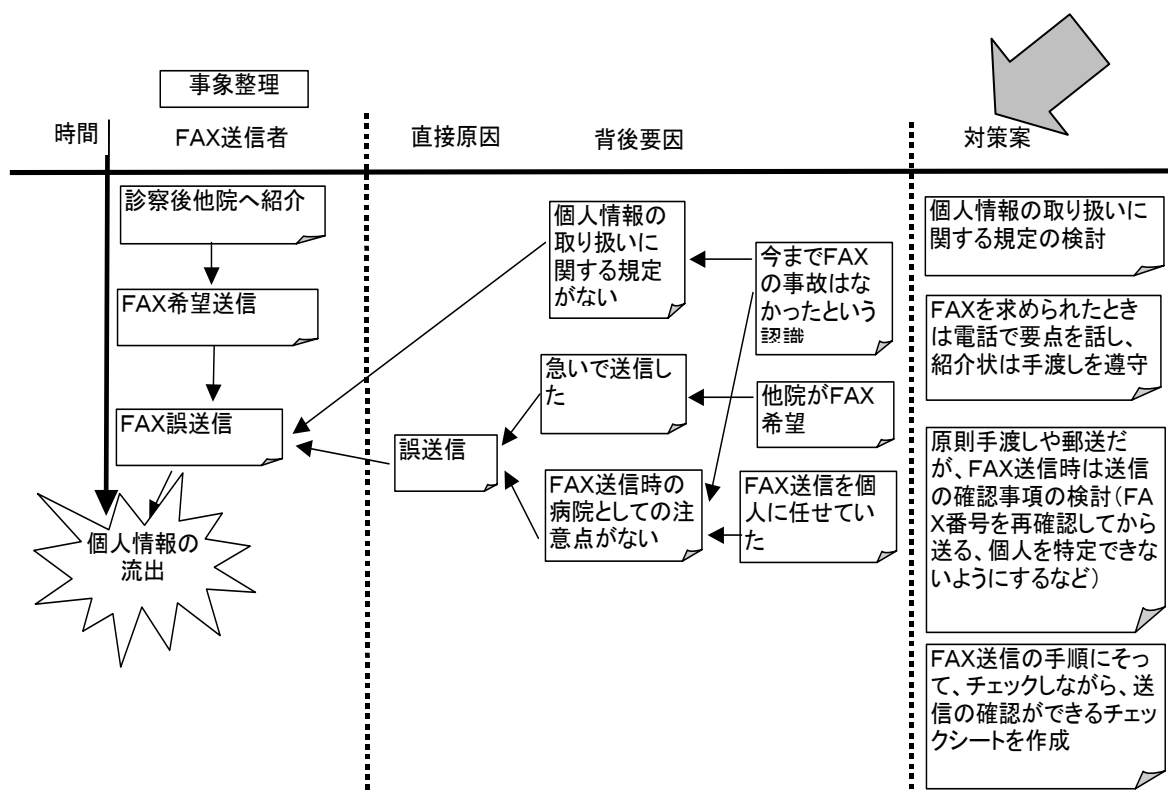 事象整理
時間
FAX送信者
直接原因
背後要因
対策案
診察後他院へ紹介
FAX希望送信
FAX誤送信
個人情報の
流出
誤送信
個人情報の
取り扱いに
関する規定
がない
急いで送信し
た
FAX送信時の
病院としての注
意点がない
今までFAX
の事故はな
かったという
認識
他院がFAX
希望
FAX送信を個
人に任せてい
た
個人情報の取り扱いに
関する規定の検討
FAXを求められたとき
は電話で要点を話し、
紹介状は手渡しを遵守
原則手渡しや郵送だ
が、FAX送信時は送信
の確認事項の検討(FA
X番号を再確認してから
送る、個人を特定できな
いようにするなど)
FAX送信の手順にそっ
て、チェックしながら、送
信の確認ができるチェッ
クシートを作成